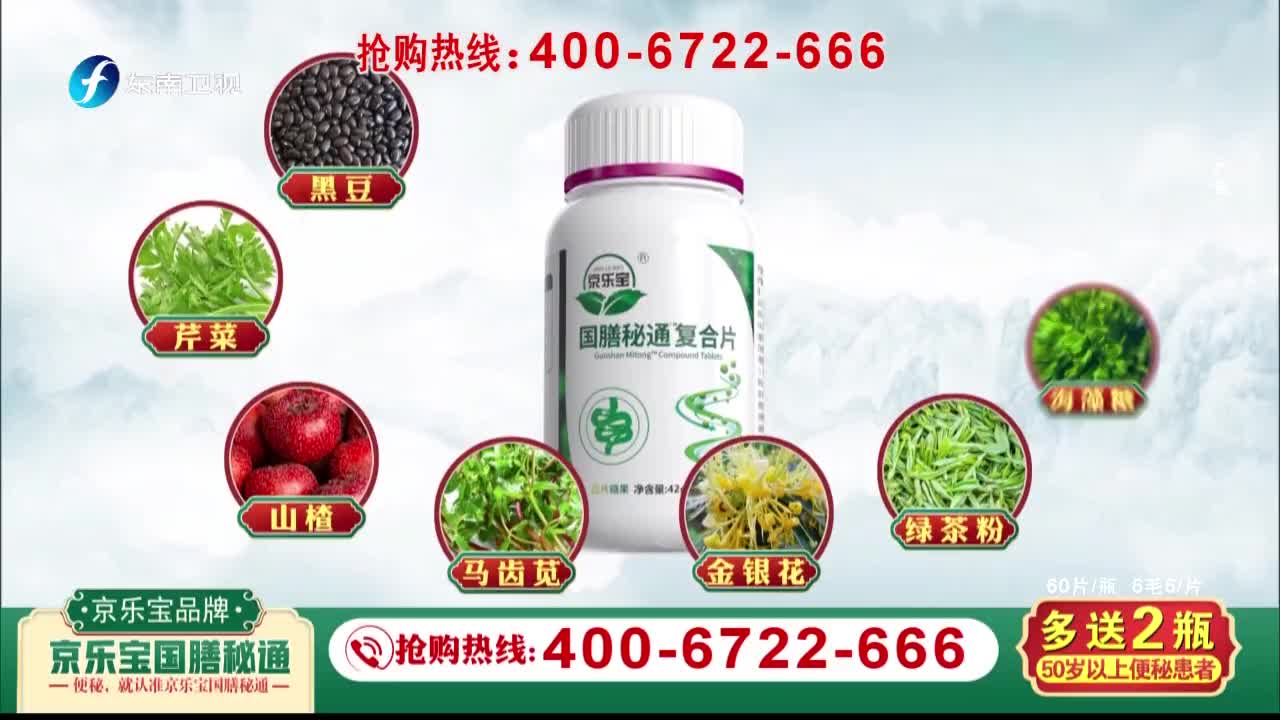 抢购热线:400-6722-666
东南卫视
黑豆
芹菜
山楂
马齿苋
金银花
绿茶粉
海藻糖
京乐宝
®
国膳秘通™复合片
Guoshan Mitong™ Compound Tablets
净含量:42
60片/瓶 6毛6/片
京乐宝品牌
京乐宝国膳秘通
便秘,就认准京乐宝国膳秘通
抢购热线:400-6722-666
多送2瓶
50岁以上便秘患者